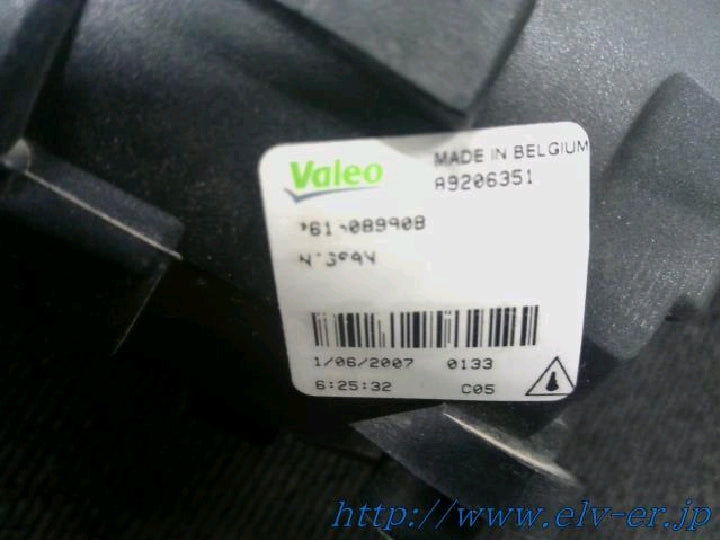 Valeo MADE IN BELGIUM
A9206351
1/06/2007 0133
6:25:32 C05
http://www.elv-er.jp